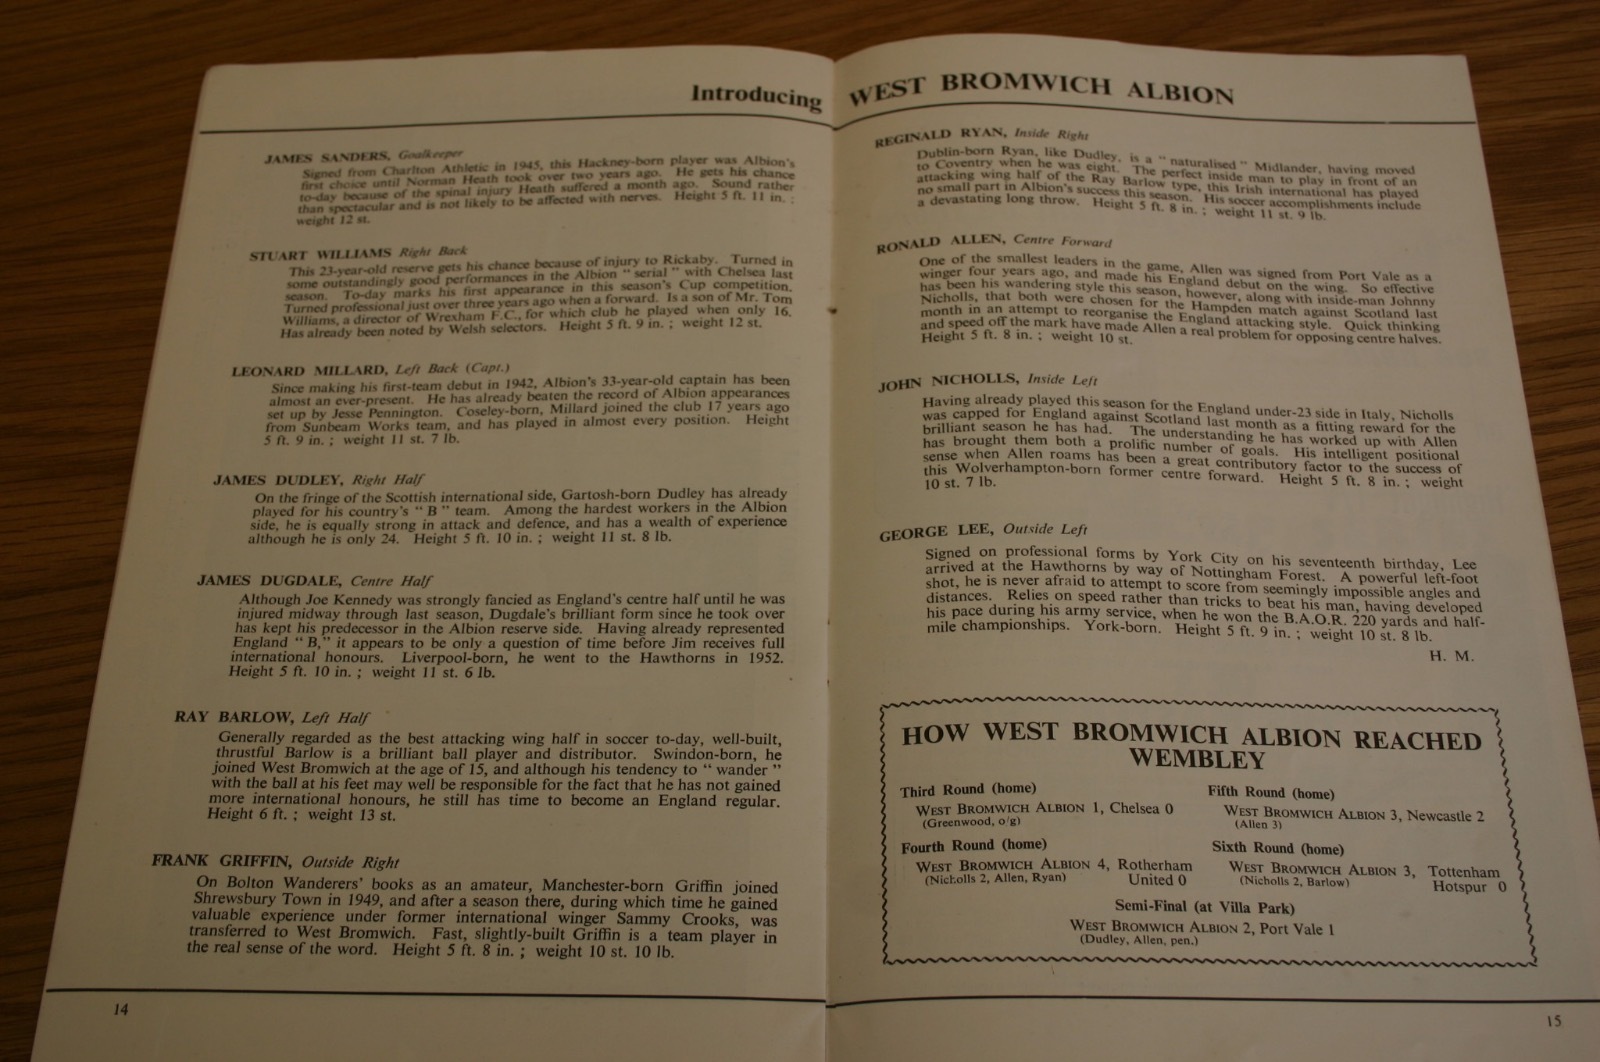 Introducing
JAMES SANDERS, Goalkeeper
Signed from Charlton Athletic in 1945, this Hackney-born player was Albion's
first choice until Norman Heath took over two years ago. He gets his chance
to-day because of the spinal injury Heath suffered a month ago. Sound rather
than spectacular and is not likely to be affected with nerves. Height 5 ft. 11 in. ;
weight 12 st.
STUART WILLIAMS Right Back
This 23-year-old reserve gets his chance because of injury to Rickaby. Turned in
some outstandingly good performances in the Albion " serial " with Chelsea last
season. To-day marks his first appearance in this season's Cup competition.
Turned professional just over three years ago when a forward. Is a son of Mr. Tom
Williams, a director of Wrexham F.C., for which club he played when only 16.
Has already been noted by Welsh selectors. Height 5 ft. 9 in. ; weight 12 st.
LEONARD MILLARD, Left Back (Capt.)
Since making his first-team debut in 1942, Albion's 33-year-old captain has been
almost an ever-present. He has already beaten the record of Albion appearances
set up by Jesse Pennington. Coseley-born, Millard joined the club 17 years ago
from Sunbeam Works team, and has played in almost every position. Height
5 ft. 9 in. ; weight 11 st. 7 lb.
JAMES DUDLEY, Right Half
On the fringe of the Scottish international side, Gartosh-born Dudley has already
played for his country's " B " team. Among the hardest workers in the Albion
side, he is equally strong in attack and defence, and has a wealth of experience
although he is only 24. Height 5 ft. 10 in. ; weight 11 st. 8 lb.
JAMES DUGDALE, Centre Half
Although Joe Kennedy was strongly fancied as England's centre half until he was
injured midway through last season, Dugdale's brilliant form since he took over
has kept his predecessor in the Albion reserve side. Having already represented
England " B," it appears to be only a question of time before Jim receives full
international honours. Liverpool-born, he went to the Hawthorns in 1952.
Height 5 ft. 10 in. ; weight 11 st. 6 lb.
RAY BARLOW, Left Half
Generally regarded as the best attacking wing half in soccer to-day, well-built,
thrustful Barlow is a brilliant ball player and distributor. Swindon-born, he
joined West Bromwich at the age of 15, and although his tendency to " wander "
with the ball at his feet may well be responsible for the fact that he has not gained
more international honours, he still has time to become an England regular.
Height 6 ft. ; weight 13 st.
FRANK GRIFFIN, Outside Right
On Bolton Wanderers' books as an amateur, Manchester-born Griffin joined
Shrewsbury Town in 1949, and after a season there, during which time he gained
valuable experience under former international winger Sammy Crooks, was
transferred to West Bromwich. Fast, slightly-built Griffin is a team player in
the real sense of the word. Height 5 ft. 8 in. ; weight 10 st. 10 lb.
14
WEST BROMWICH ALBION
REGINALD RYAN, Inside Right
Dublin-born Ryan, like Dudley, is a " naturalised " Midlander, having moved
to Coventry when he was eight. The perfect inside man to play in front of an
attacking wing half of the Ray Barlow type, this Irish international has played
no small part in Albion's success this season. His soccer accomplishments include
a devastating long throw. Height 5 ft. 8 in. ; weight 11 st. 9 lb.
RONALD ALLEN, Centre Forward
One of the smallest leaders in the game, Allen was signed from Port Vale as a
winger four years ago, and made his England debut on the wing. So effective
has been his wandering style this season, however, along with inside-man Johnny
Nicholls, that both were chosen for the Hampden match against Scotland last
month in an attempt to reorganise the England attacking style. Quick thinking
and speed off the mark have made Allen a real problem for opposing centre halves.
Height 5 ft. 8 in. ; weight 10 st.
JOHN NICHOLLS, Inside Left
Having already played this season for the England under-23 side in Italy, Nicholls
was capped for England against Scotland last month as a fitting reward for the
brilliant season he has had. The understanding he has worked up with Allen
has brought them both a prolific number of goals. His intelligent positional
sense when Allen roams has been a great contributory factor to the success of
this Wolverhampton-born former centre forward. Height 5 ft. 8 in. ; weight
10 st. 7 lb.
GEORGE LEE, Outside Left
Signed on professional forms by York City on his seventeenth birthday, Lee
arrived at the Hawthorns by way of Nottingham Forest. A powerful left-foot
shot, he is never afraid to attempt to score from seemingly impossible angles and
distances. Relies on speed rather than tricks to beat his man, having developed
his pace during his army service, when he won the B.A.O.R. 220 yards and half-
mile championships. York-born. Height 5 ft. 9 in. ; weight 10 st. 8 lb.
H. M.
HOW WEST BROMWICH ALBION REACHED
WEMBLEY
Third Round (home)
WEST BROMWICH ALBION 1, Chelsea 0
(Greenwood, o/g)
Fourth Round (home)
WEST BROMWICH ALBION 4, Rotherham
(Nicholls 2, Allen, Ryan) United 0
Fifth Round (home)
WEST BROMWICH ALBION 3, Newcastle 2
(Allen 3)
Sixth Round (home)
WEST BROMWICH ALBION 3, Tottenham
(Nicholls 2, Barlow) Hotspur 0
Semi-Final (at Villa Park)
WEST BROMWICH ALBION 2, Port Vale 1
(Dudley, Allen, pen.)
15